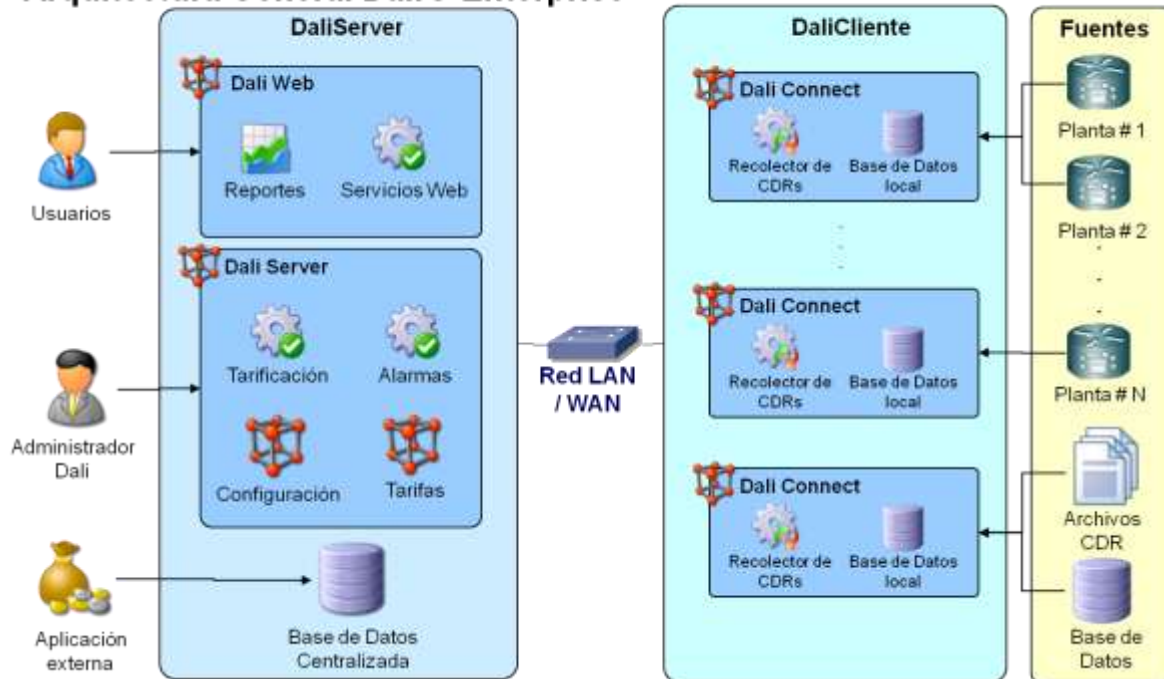 DaliServer
DaliCliente
Fuentes
Dali Web
Reportes
Servicios Web
Usuarios
Dali Server
Tarificación
Alarmas
Configuración
Tarifas
Administrador
Dali
Aplicación
externa
Base de Datos
Centralizada
Red LAN
/ WAN
Dali Connect
Recolector de
CDRs
Base de Datos
local
Dali Connect
Recolector de
CDRs
Base de Datos
local
Dali Connect
Recolector de
CDRs
Base de Datos
local
Planta # 1
Planta # 2
Planta # N
Archivos
CDR
Base de
Datos